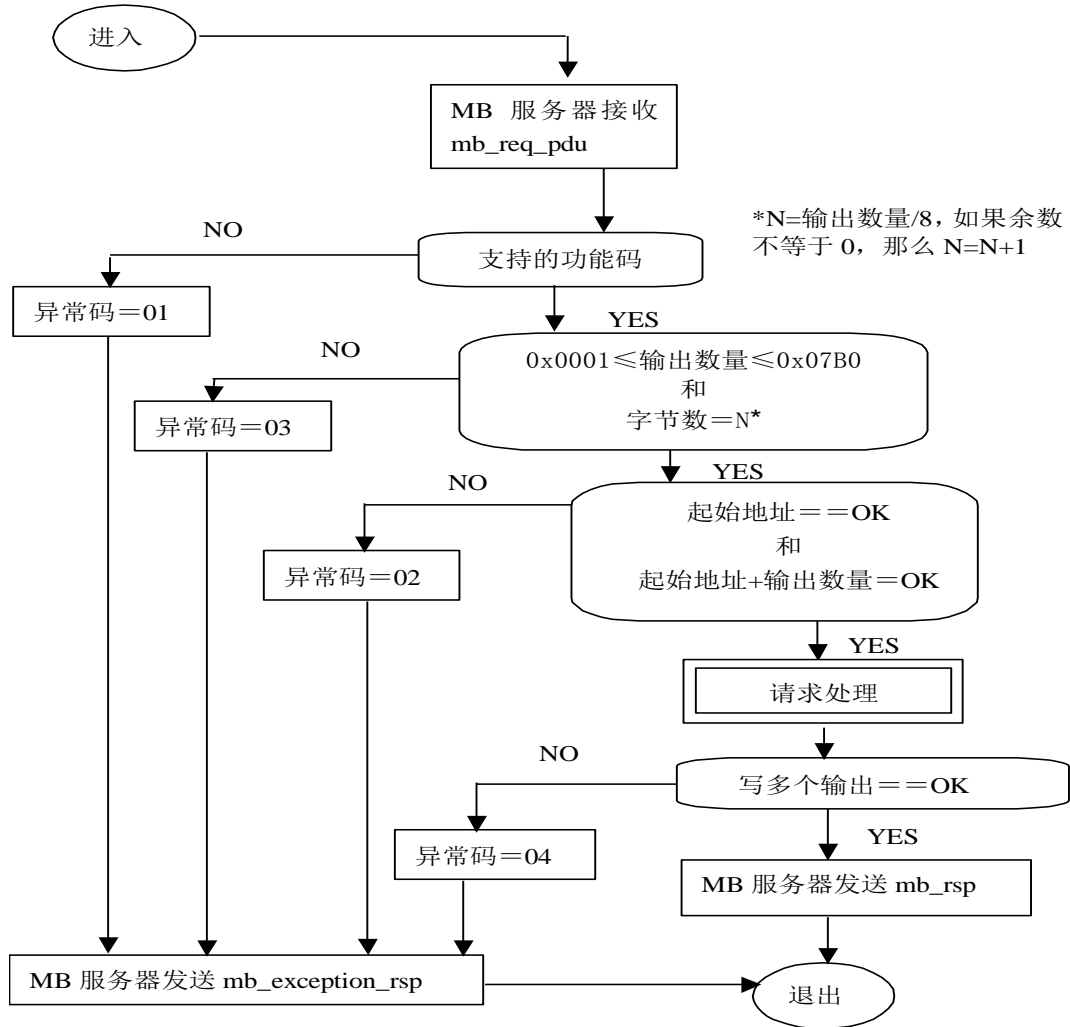 进入
MB 服务器接收
mb_req_pdu
*N=输出数量/8，如果余数
不等于 0，那么 N=N+1
NO
支持的功能码
异常码＝01
YES
NO
0x0001≤输出数量≤0x07B0
和
字节数＝N*
异常码＝03
YES
NO
起始地址＝＝OK
和
起始地址+输出数量＝OK
异常码＝02
YES
请求处理
NO
写多个输出＝＝OK
YES
异常码＝04
MB 服务器发送 mb_rsp
MB 服务器发送 mb_exception_rsp
退出